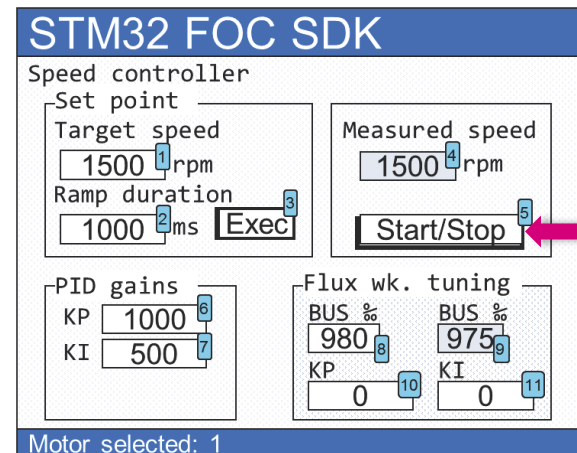 STM32 FOC SDK
Speed controller
Set point
Target speed
1500 1 rpm
Ramp duration
1000 2 ms Exec 3
Measured speed
1500 4 rpm
Start/Stop 5
PID gains
KP 1000 6
KI 500 7
Flux wk. tuning
BUS ‰ BUS ‰
980 8 975 9
KP KI
0 10 0 11
Motor selected: 1